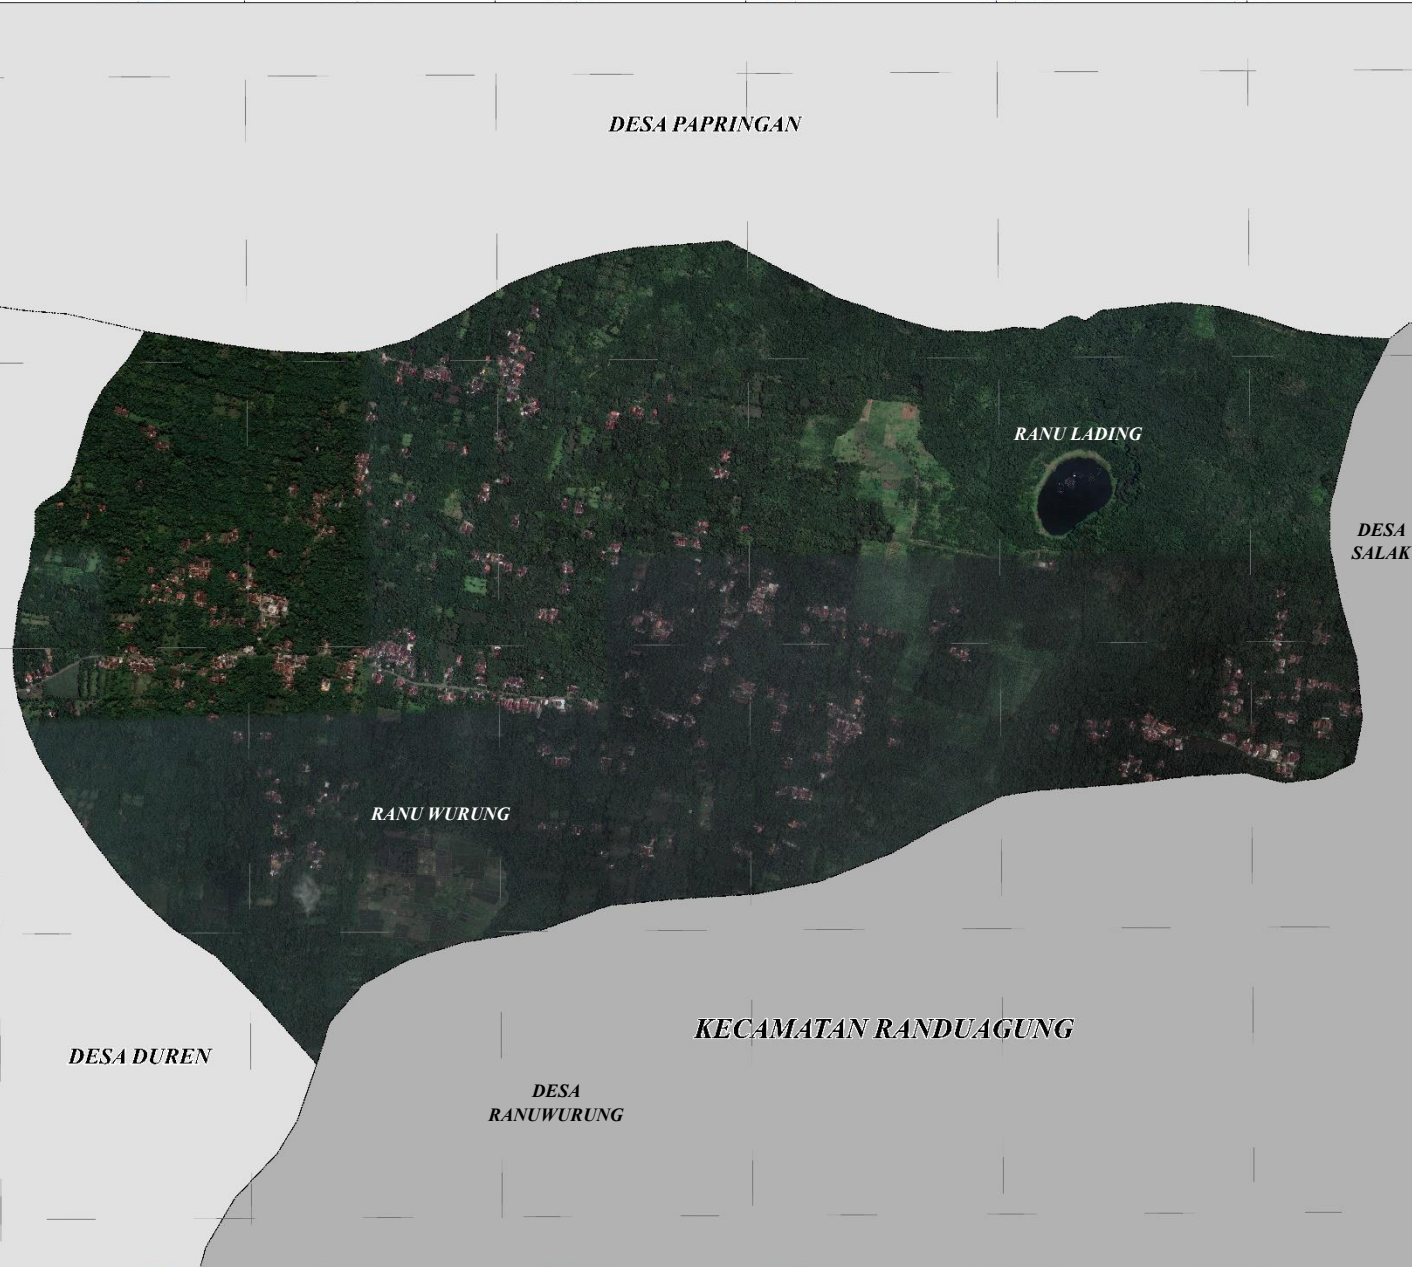 DESA PAPRINGAN
RANU LADING
DESA
SALAK
RANU WURUNG
KECAMATAN RANDUAGUNG
DESA DUREN
DESA
RANUWURUNG